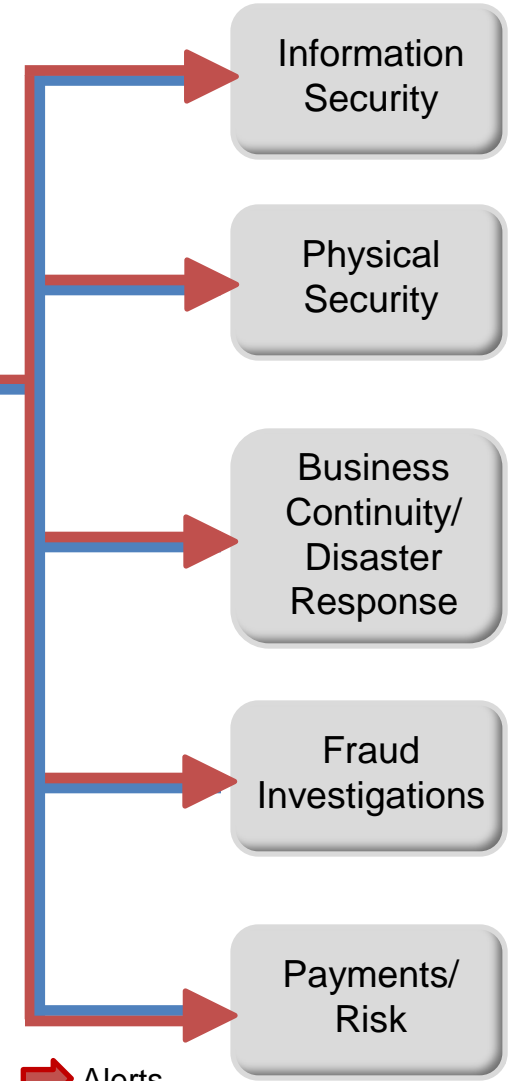 Information
Security
Physical
Security
Business
Continuity/
Disaster
Response
Fraud
Investigations
Payments/
Risk
Alerts